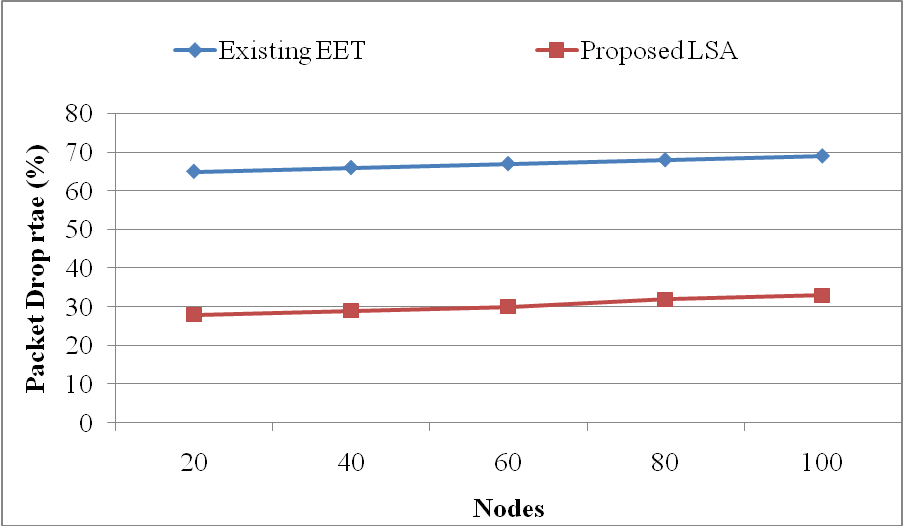 Existing EET
Proposed LSA
Packet Drop rtae (%)
80
70
60
50
40
30
20
10
0
20 40 60 80 100
Nodes